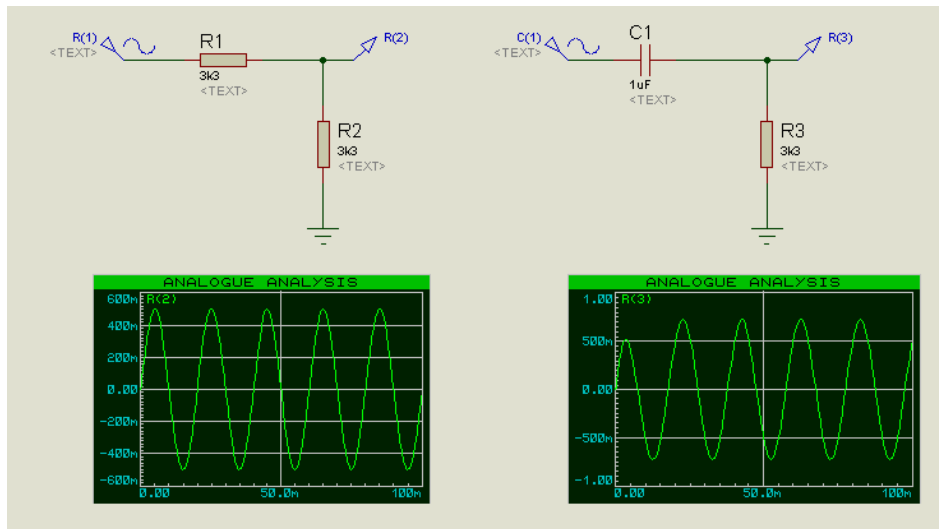 R(1)
<TEXT>
R1
3k3
<TEXT>
R(2)
R2
3k3
<TEXT>
C(1)
<TEXT>
C1
1uF
<TEXT>
R(3)
R3
3k3
<TEXT>
ANALOGUE ANALYSIS
R(2)
600m
400m
200m
0.00
-200m
-400m
-600m
0.00 50.0m 100m
ANALOGUE ANALYSIS
R(3)
1.00
500m
0.00
-500m
-1.00
0.00 50.0m 100m